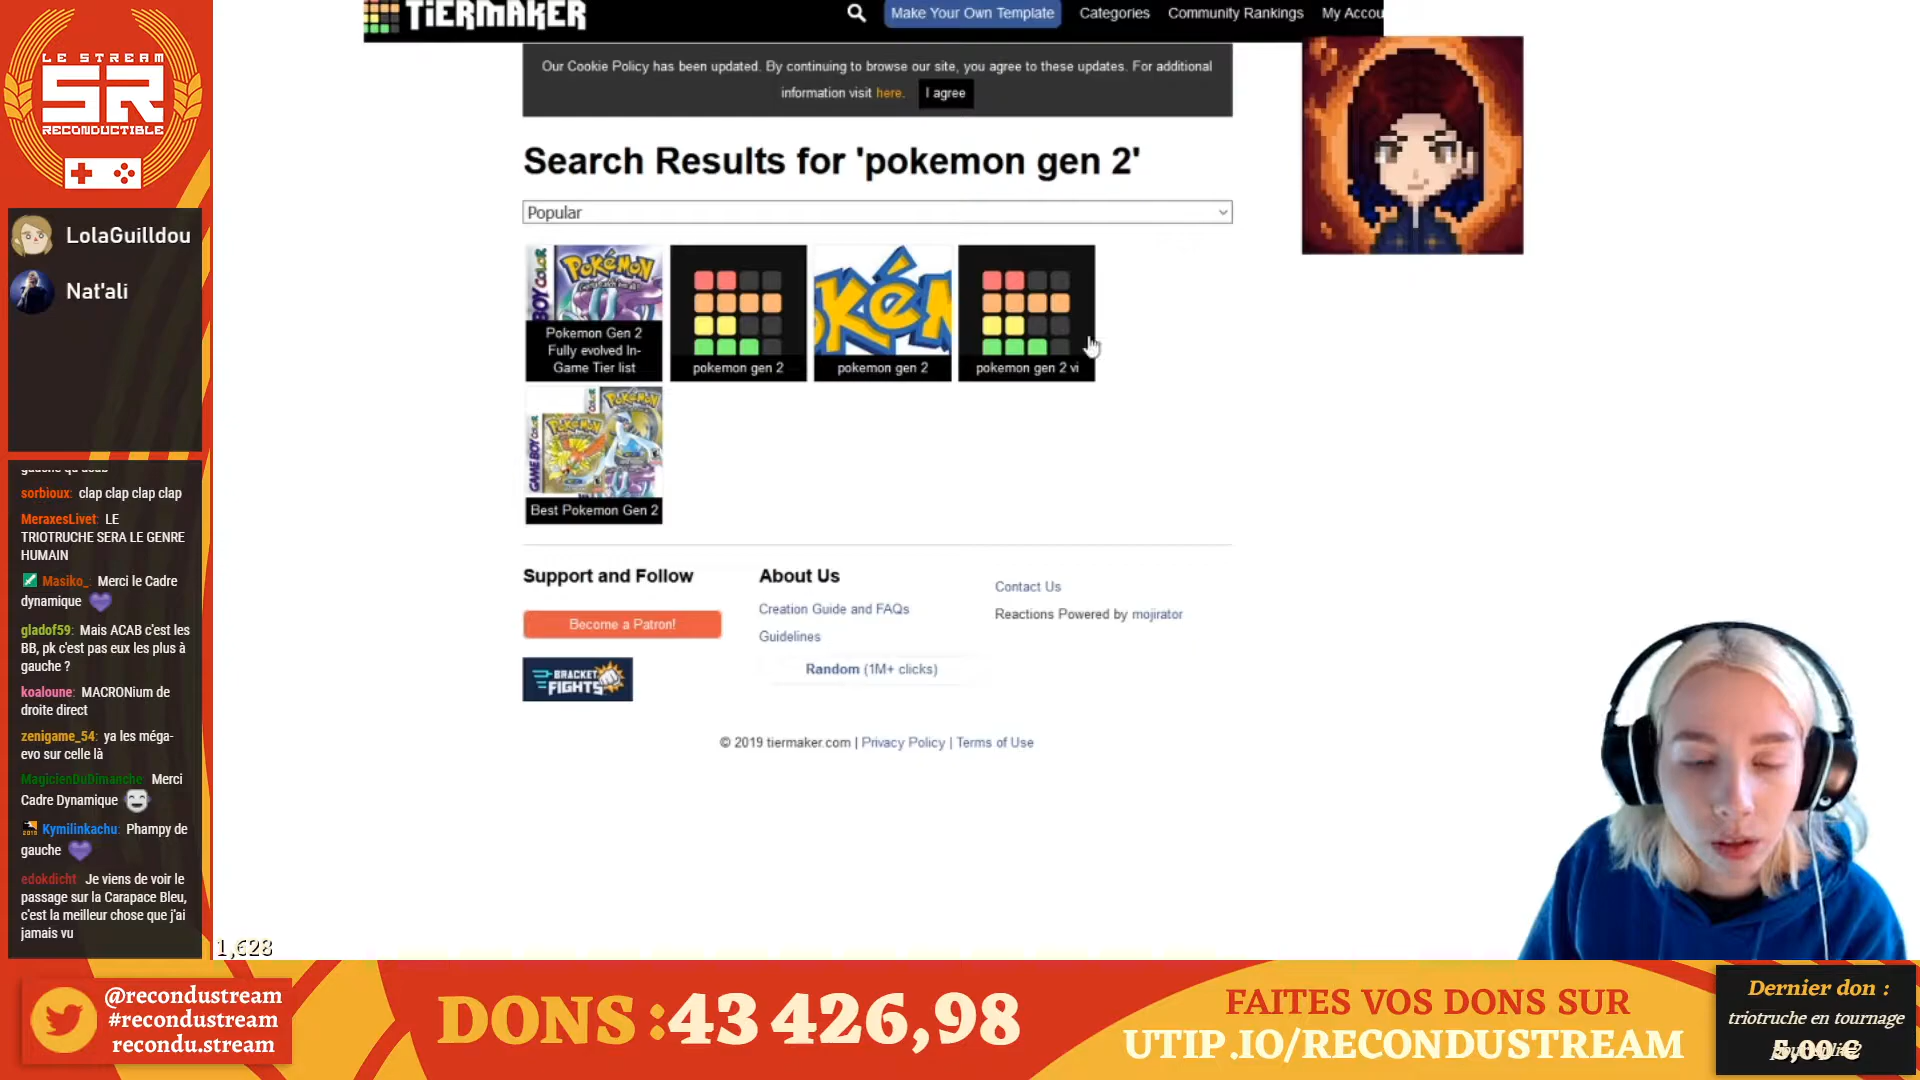 LE STREAM
SR
RECONDUCTIBLE
LolaGuilldou
Nat'ali
sorbioux: clap clap clap clap
MeraxesLivet: LE
TRIOTRUCHE SERA LE GENRE
HUMAIN
Masiko_: Merci le Cadre
dynamique
gladof59: Mais ACAB c'est les
BB, pk c'est pas eux les plus à
gauche ?
koaloune: MACRONium de
droite direct
zenigame_54: ya les méga-
evo sur celle là
MagicienDuDimanche: Merci
Cadre Dynamique
Kymilinkachu: Phampy de
gauche
edokdicht: Je viens de voir le
passage sur la Carapace Bleu,
c'est la meilleur chose que j'ai
jamais vu
1,628
TiERMAKER
Make Your Own Template
Categories
Community Rankings
My Accou
Our Cookie Policy has been updated. By continuing to browse our site, you agree to these updates. For additional
information visit here. I agree
Search Results for 'pokemon gen 2'
Popular
Pokemon Gen 2
Fully evolved In-
Game Tier list
pokemon gen 2
pokemon gen 2
pokemon gen 2 vi
Best Pokemon Gen 2
Support and Follow
Become a Patron!
BRACKET
FIGHTS
About Us
Creation Guide and FAQs
Guidelines
Random (1M+ clicks)
Contact Us
Reactions Powered by mojirator
© 2019 tiermaker.com | Privacy Policy | Terms of Use
@recondustream
#recondustream
recondu.stream
DONS :43 426,98
FAITES VOS DONS SUR
UTIP.IO/RECONDUSTREAM
Dernier don :
triotruche en tournage
5,00 €